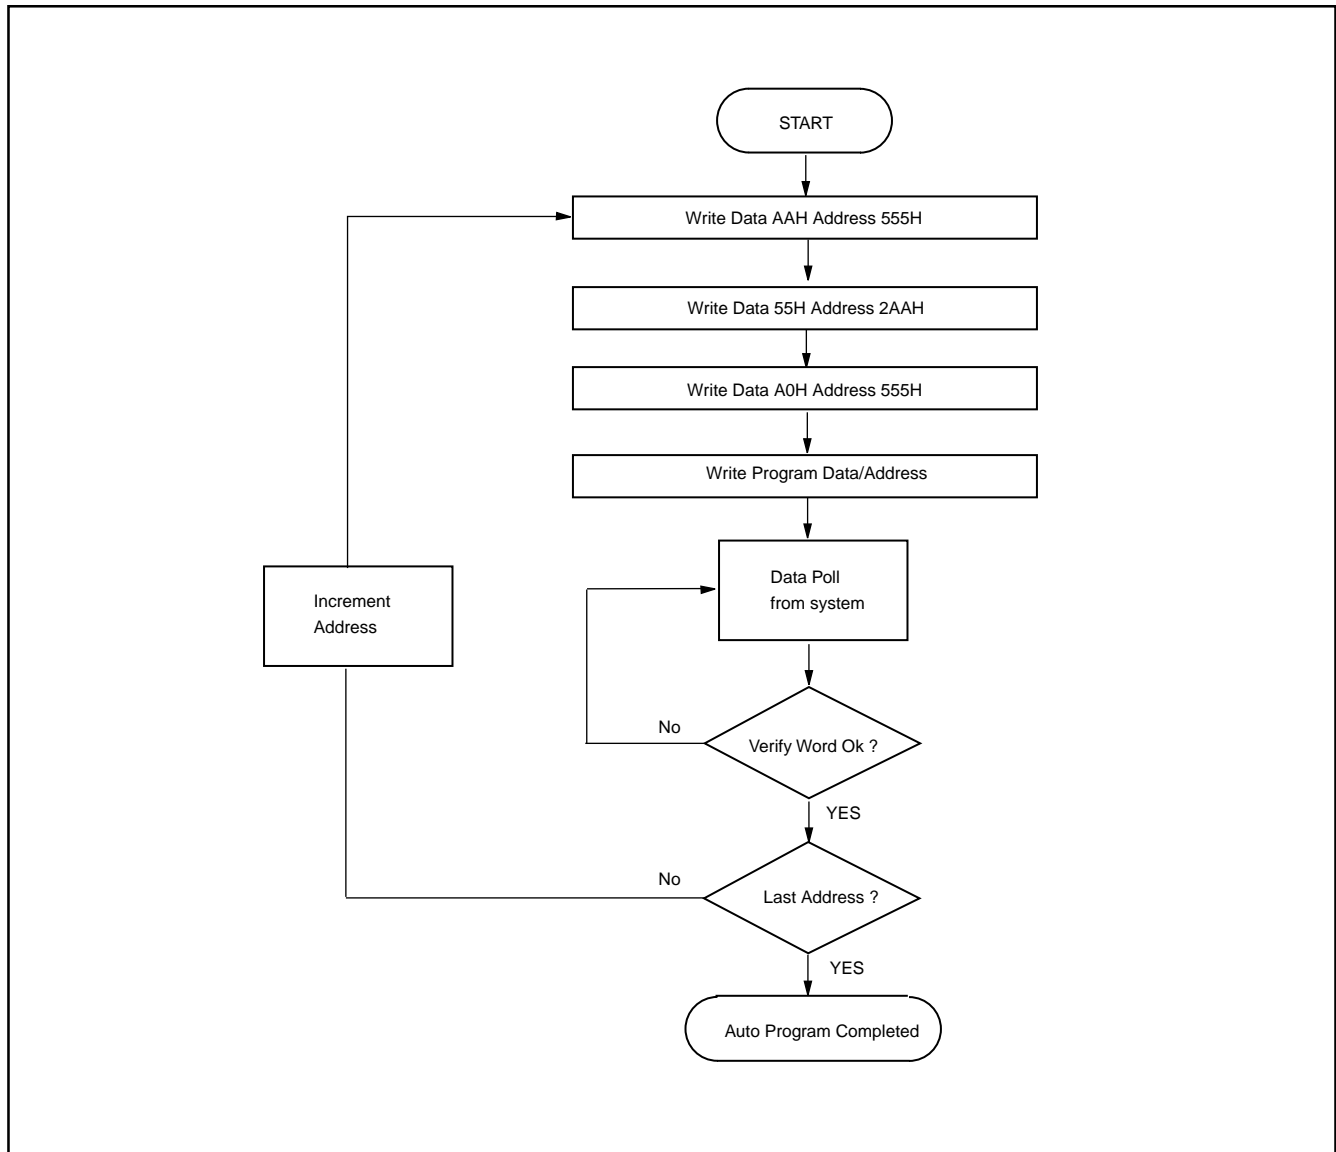 START
Write Data AAH Address 555H
Write Data 55H Address 2AAH
Write Data A0H Address 555H
Write Program Data/Address
Data Poll
from system
Increment
Address
No
Verify Word Ok ?
YES
No
Last Address ?
YES
Auto Program Completed